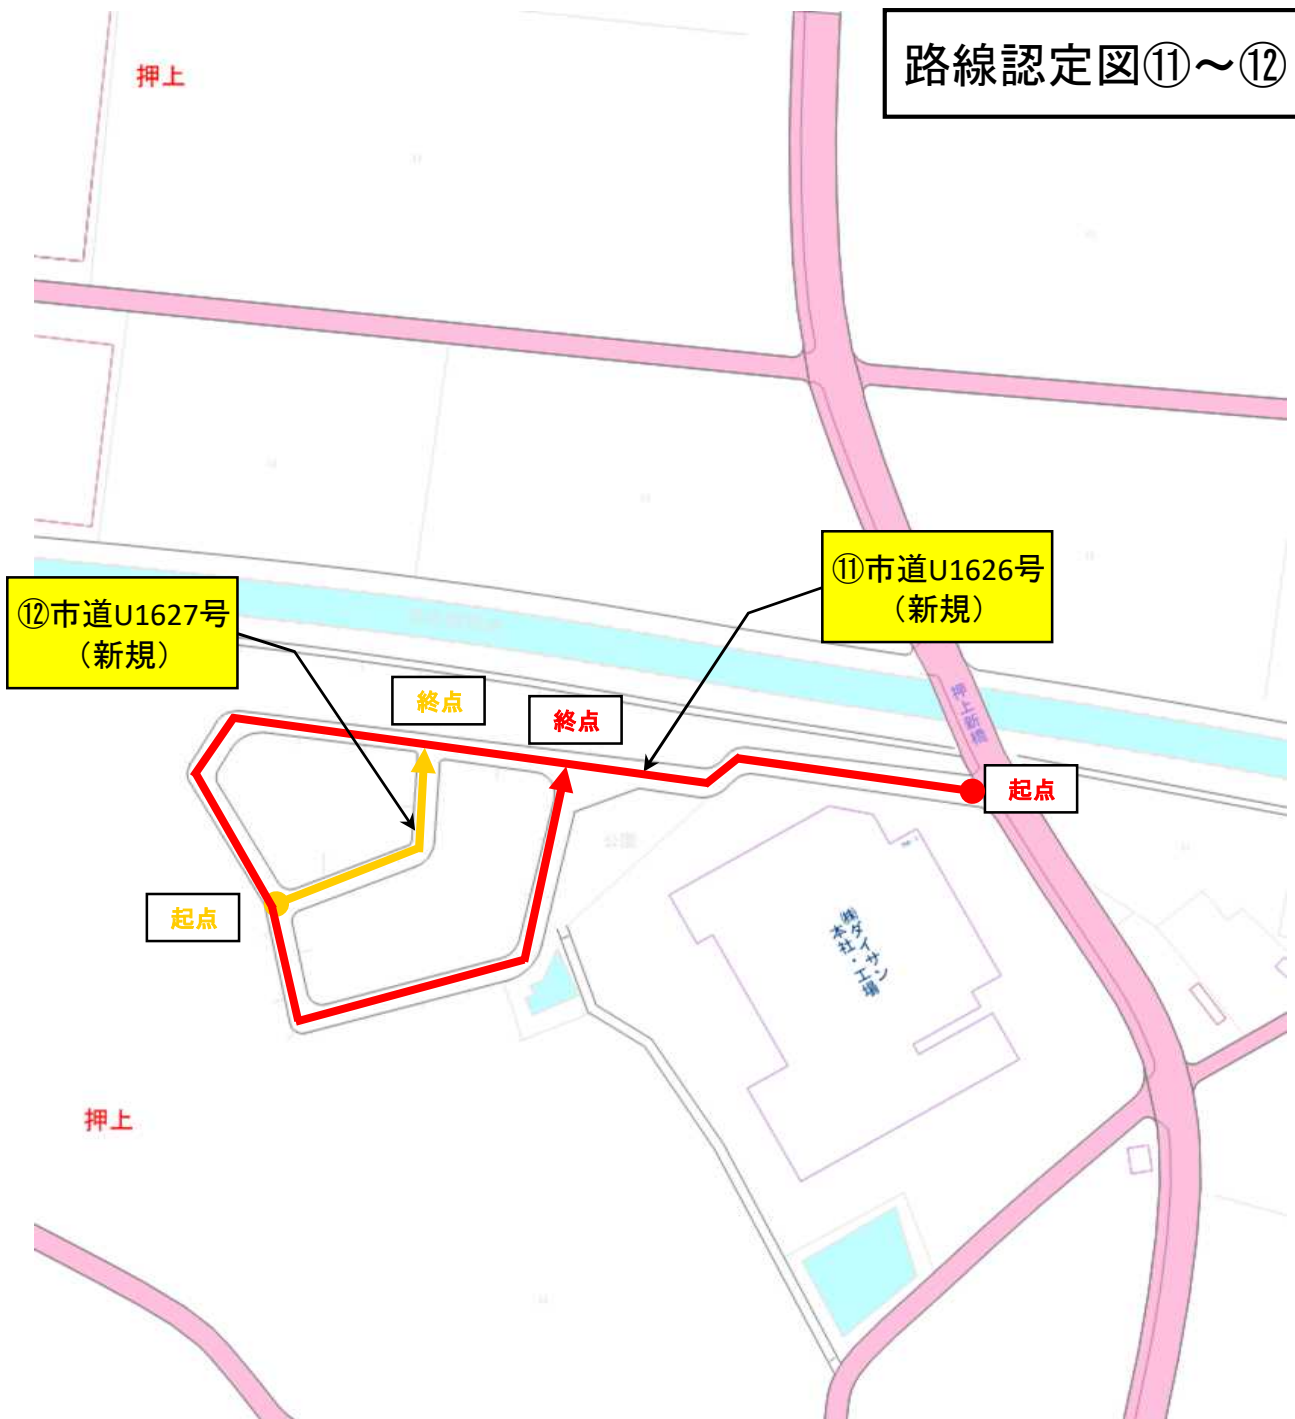 路線認定図⑪～⑫
押上
⑪市道U1626号
（新規）
⑫市道U1627号
（新規）
終点
終点
押上新橋
起点
公園
起点
㈱ダイサン
本社・工場
押上